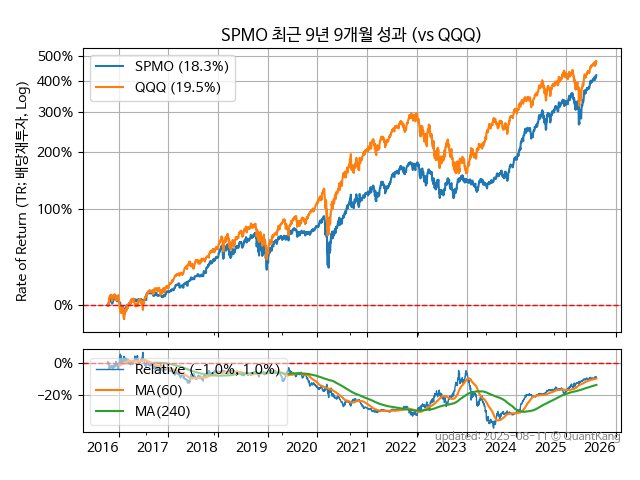 SPMO 최근 9년 9개월 성과 (vs QQQ)
Rate of Return (TR: 배당재투자, Log)
500%
400%
300%
200%
100%
0%
SPMO (18.3%)
QQQ (19.5%)
0%
−20%
Relative (−1.0%, 1.0%)
MA(60)
MA(240)
updated: 2025-08-11 © QuantKang
2016 2017 2018 2019 2020 2021 2022 2023 2024 2025 2026